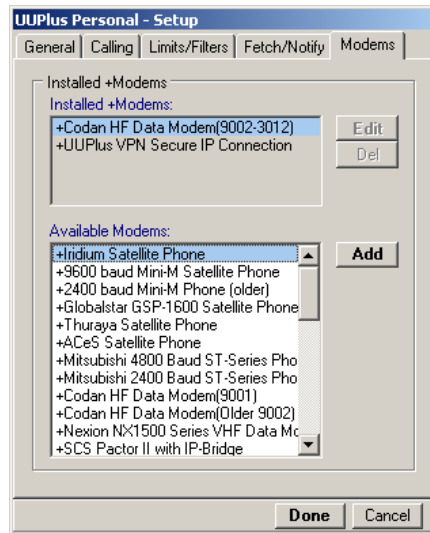 UUPlus Personal - Setup
General Calling Limits/Filters Fetch/Notify Modems
Installed +Modems
Installed +Modems:
+Codan HF Data Modem(9002-3012) Edit
+UUPlus VPN Secure IP Connection Del
Available Modems:
+Iridium Satellite Phone Add
+9600 baud Mini-M Satellite Phone
+2400 baud Mini-M Phone (older)
+Globalstar GSP-1600 Satellite Phone
+Thuraya Satellite Phone
+ACeS Satellite Phone
+Mitsubishi 4800 Baud ST-Series Pho
+Mitsubishi 2400 Baud ST-Series Pho
+Codan HF Data Modem(9001)
+Codan HF Data Modem(Older 9002)
+Nexion NX1500 Series VHF Data Mo
+SCS Pactor II with IP-Bridge
Done Cancel